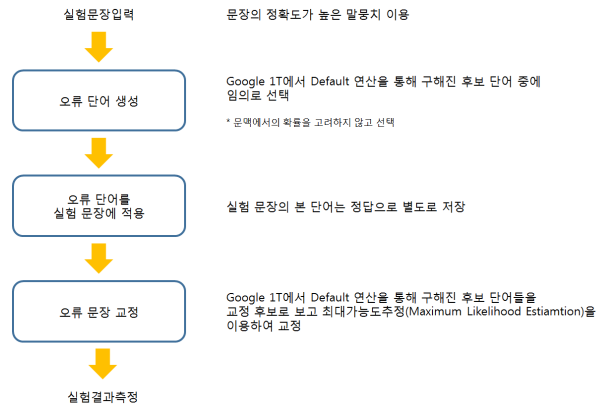 실험문장입력
문장의 정확도가 높은 말뭉치 이용
오류 단어 생성
Google 1T에서 Default 연산을 통해 구해진 후보 단어 중에
임의로 선택
* 문맥에서의 확률을 고려하지 않고 선택
오류 단어를
실험 문장에 적용
실험 문장의 본 단어는 정답으로 별도로 저장
오류 문장 교정
Google 1T에서 Default 연산을 통해 구해진 후보 단어들을
교정 후보로 보고 최대가능도추정(Maximum Likelihood Estiamtion)을
이용하여 교정
실험결과측정